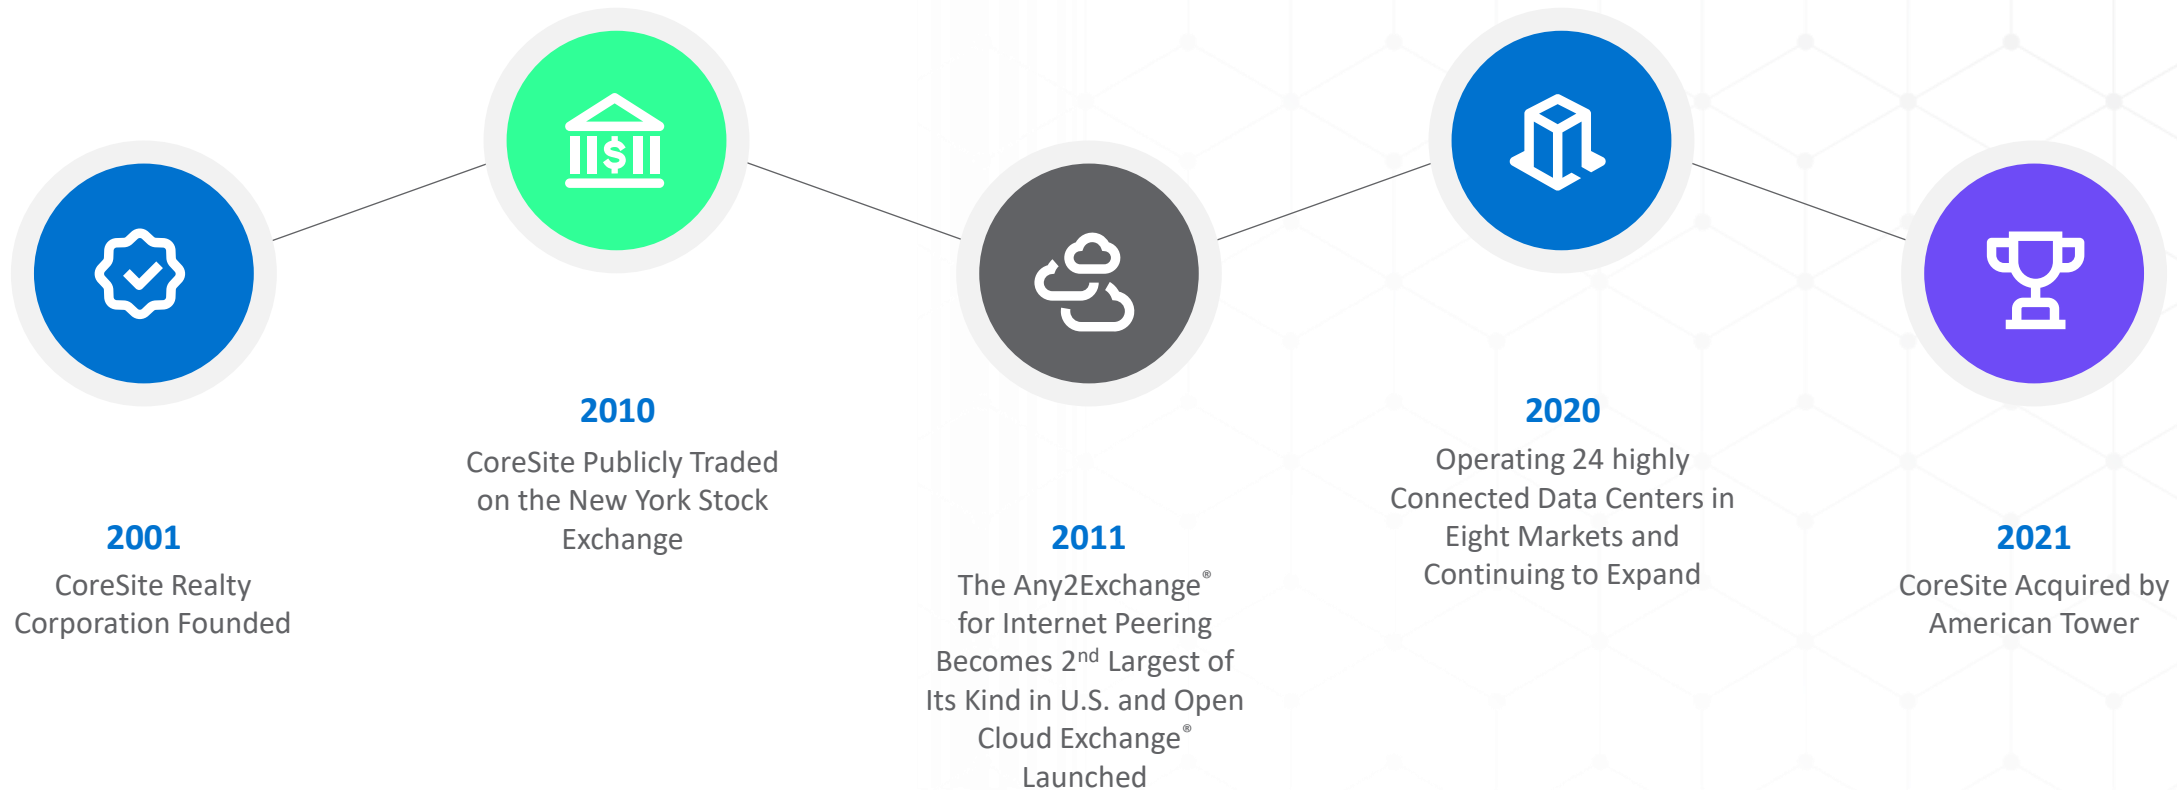 2001
CoreSite Realty
Corporation Founded
2010
CoreSite Publicly Traded
on the New York Stock
Exchange
2011
The Any2Exchange®
for Internet Peering
Becomes 2nd Largest of
Its Kind in U.S. and Open
Cloud Exchange®
Launched
2020
Operating 24 highly
Connected Data Centers in
Eight Markets and
Continuing to Expand
2021
CoreSite Acquired by
American Tower